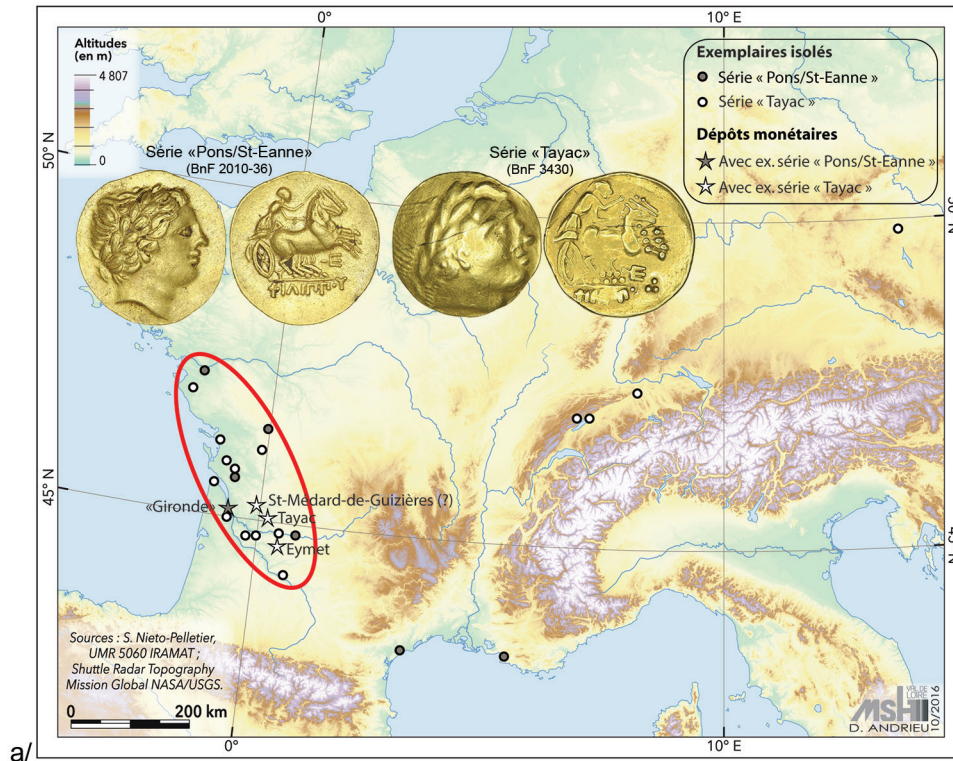 0°
10° E
Altitudes
(en m)
4 807
0
50° N
Série «Pons/St-Eanne»
(BnF 2010-36)
Série «Tayac»
(BnF 3430)
Exemplaires isolés
Série « Pons/St-Eanne »
Série « Tayac »
Dépôts monétaires
Avec ex. série « Pons/St-Eanne »
Avec ex. série « Tayac »
ΦΙΛΙΠΠΟΥ
45° N
«Gironde»
St-Médard-de-Guizières (?)
Tayac
Eymet
Sources : S. Nieto-Pelletier,
UMR 5060 IRAMAT ;
Shuttle Radar Topography
Mission Global NASA/USGS.
0 200 km
VAL DE
LOIRE
MSH
D. ANDRIEU
10/2016
a/
0°
10° E